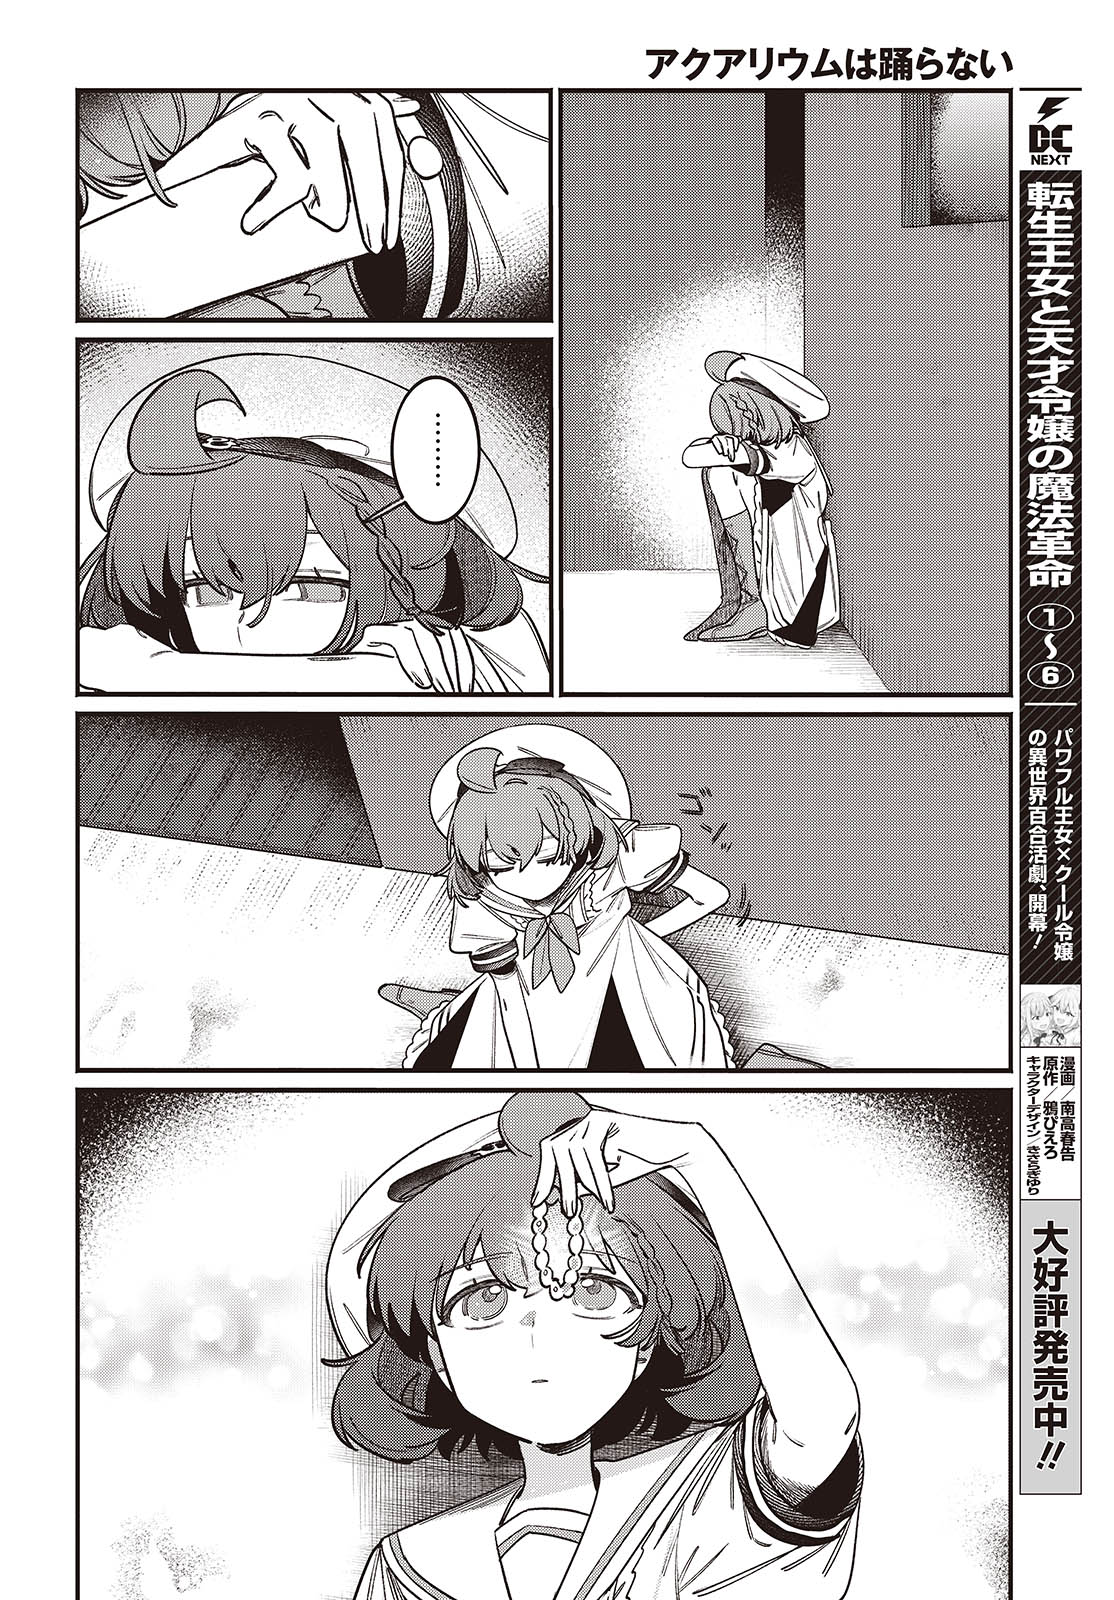 アクアリウムは踊らない
DC
NEXT
転生王女と天才令嬢の魔法革命 ①～⑥
パワフル王女×クール令嬢
の異世界百合活劇、開幕！
漫画／南高春告
原作／鴉ぴえろ
キャラクターデザイン／きさらぎゆり
大好評発売中!!
………
ゴソ